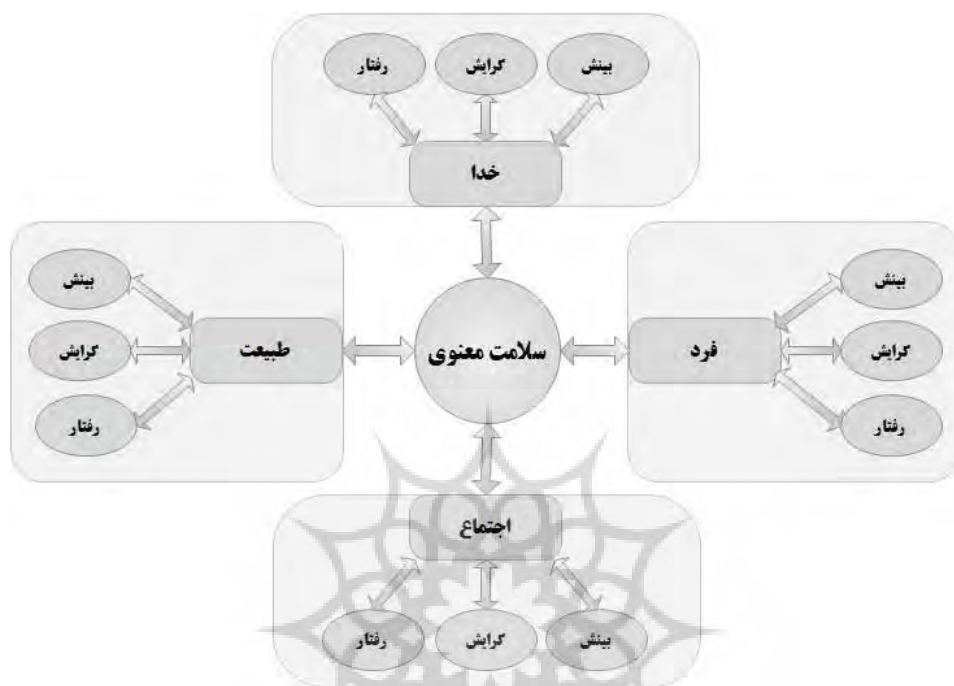 بینش
گرایش
رفتار
خدا
بینش
گرایش
رفتار
فرد
سلامت معنوی
طبیعت
بینش
گرایش
رفتار
اجتماع
بینش
گرایش
رفتار